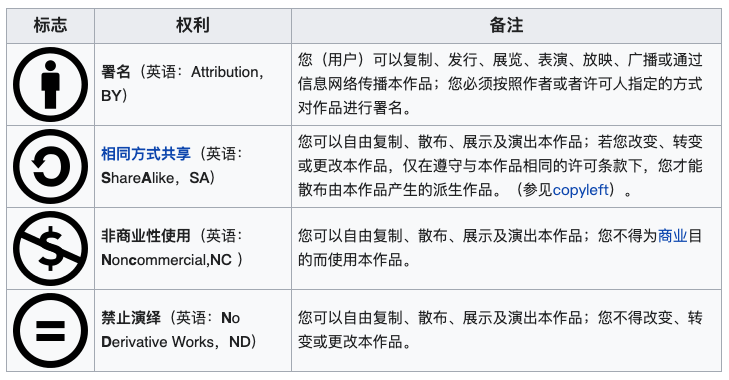 标志 权利 备注
署名（英语：Attribution，
BY）
您（用户）可以复制、发行、展览、表演、放映、广播或通过
信息网络传播本作品；您必须按照作者或者许可人指定的方式
对作品进行署名。
相同方式共享（英语：
ShareAlike，SA）
您可以自由复制、散布、展示及演出本作品；若您改变、转变
或更改本作品，仅在遵守与本作品相同的许可条款下，您才能
散布由本作品产生的派生作品。（参见copyleft）。
非商业性使用（英语：
Noncommercial,NC ）
您可以自由复制、散布、展示及演出本作品；您不得为商业目
的而使用本作品。
禁止演绎（英语：No
Derivative Works，ND）
您可以自由复制、散布、展示及演出本作品；您不得改变、转
变或更改本作品。